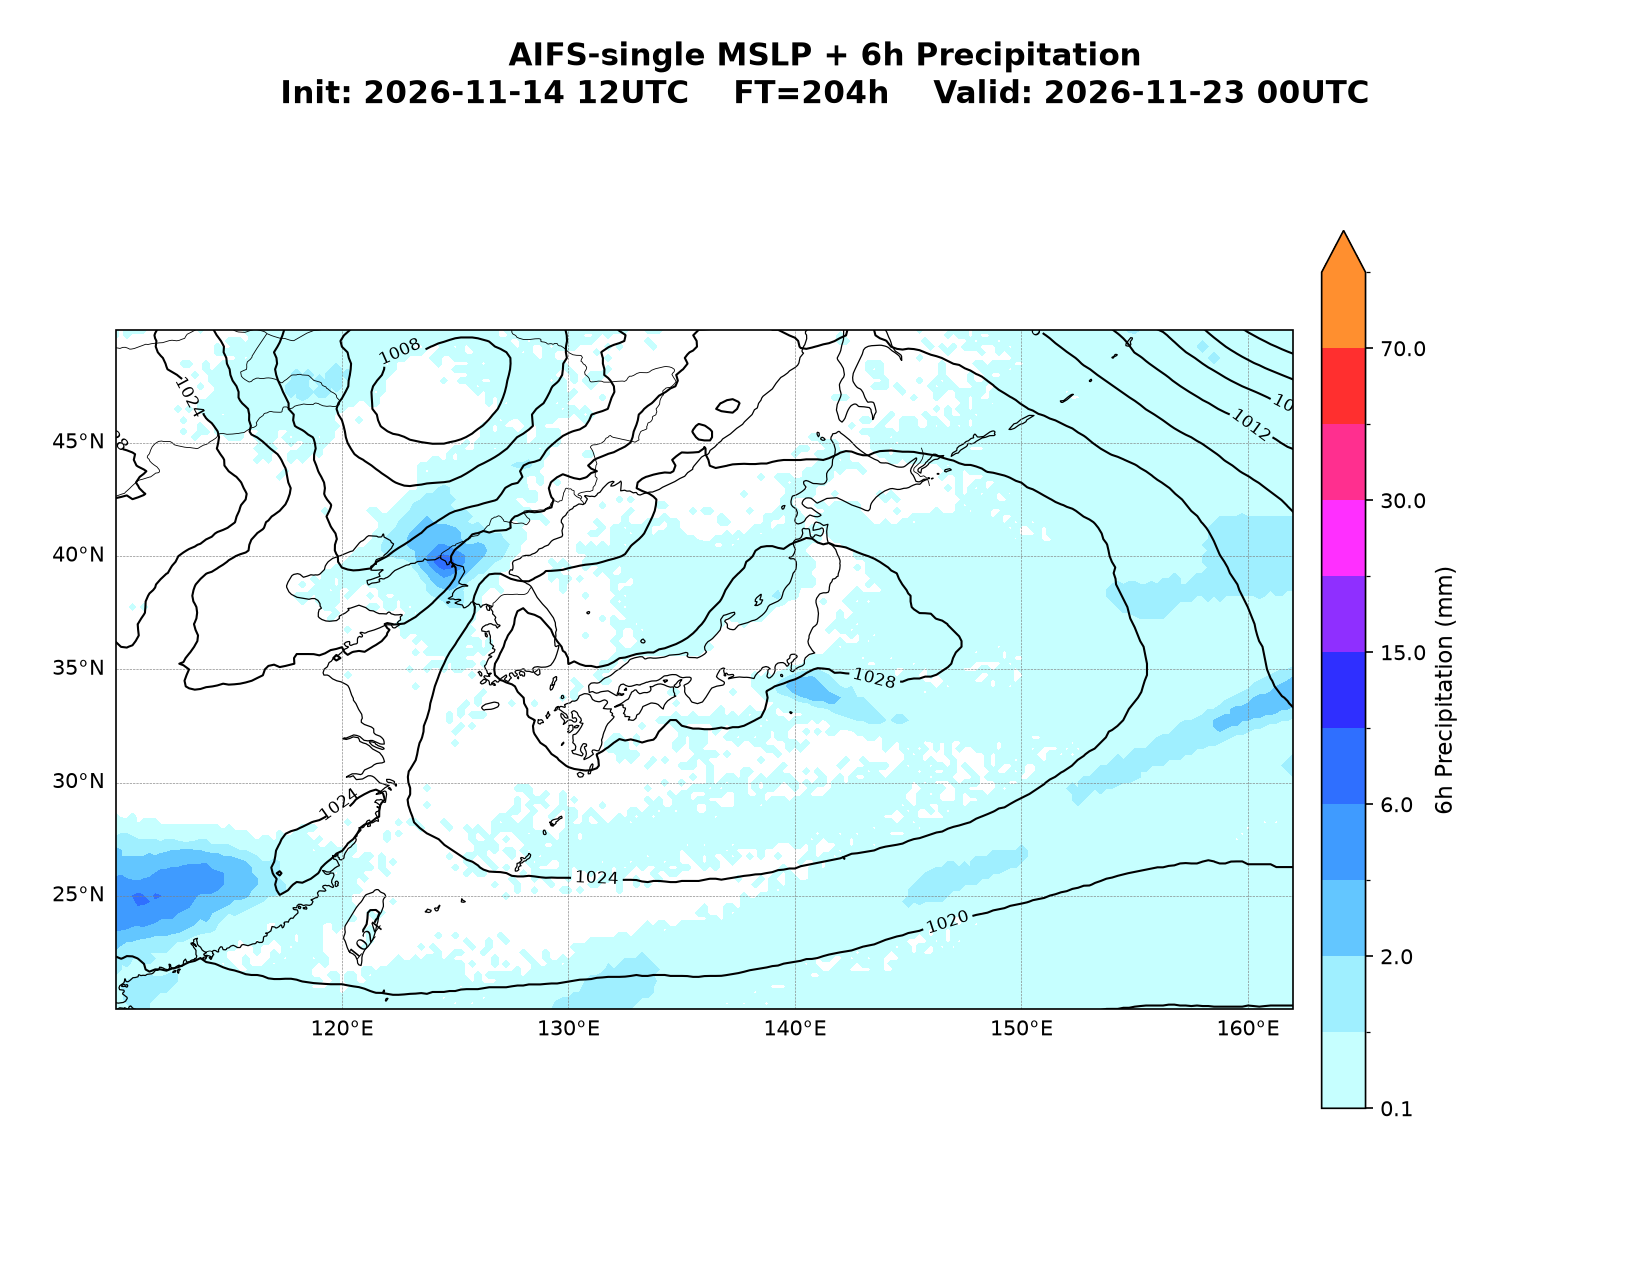 AIFS-single MSLP + 6h Precipitation
Init: 2026-11-14 12UTC    FT=204h    Valid: 2026-11-23 00UTC
1008
1024
1012
1028
1024
1024
1020
1024
45°N
40°N
35°N
30°N
25°N
120°E
130°E
140°E
150°E
160°E
70.0
30.0
15.0
6.0
2.0
0.1
6h Precipitation (mm)